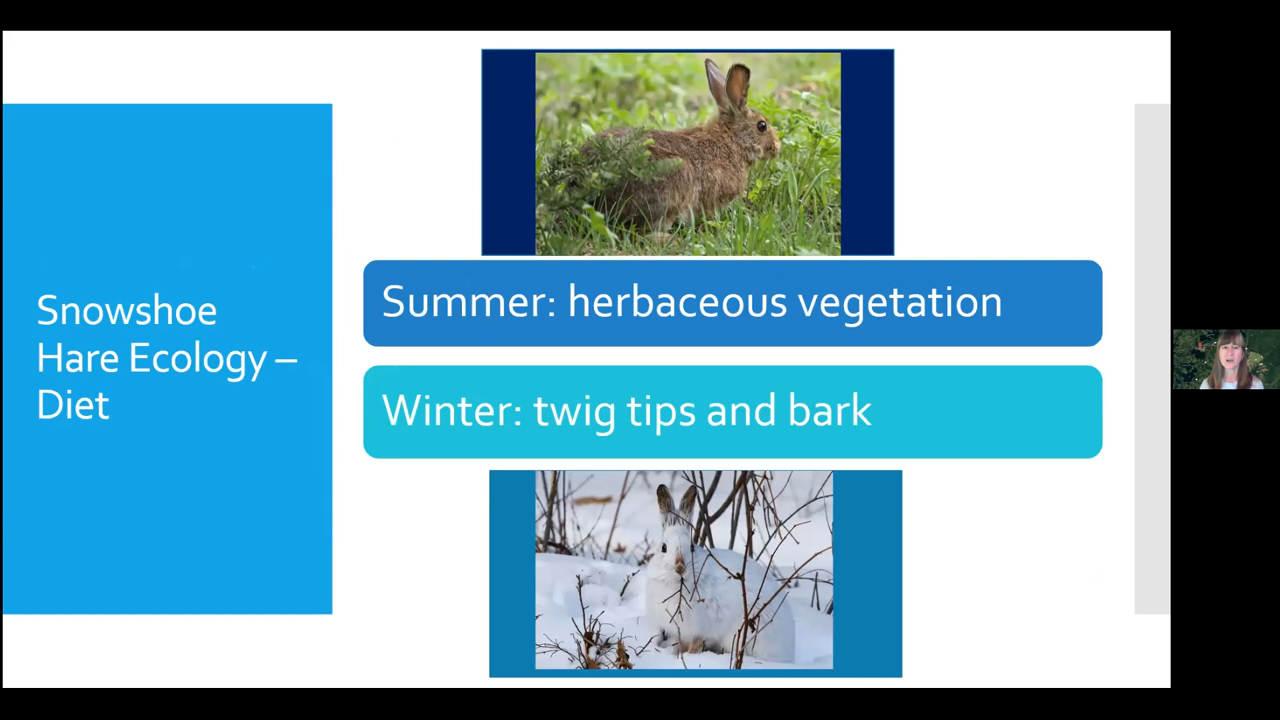 Snowshoe
Hare Ecology –
Diet
Summer: herbaceous vegetation
Winter: twig tips and bark